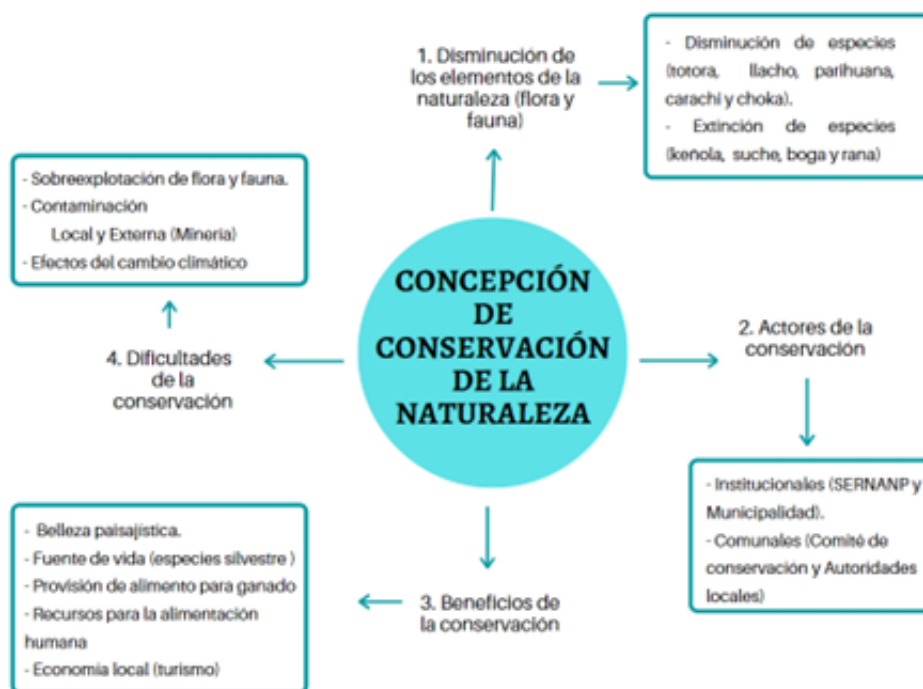 CONCEPCIÓN
DE
CONSERVACIÓN
DE LA
NATURALEZA
1. Disminución de
los elementos de la
naturaleza (flora y
fauna)
- Disminución de especies
(totora, llacho, parihuana,
carachi y choka).
- Extinción de especies
(keñola, suche, boga y rana)
2. Actores de la
conservación
- Institucionales (SERNANP y
Municipalidad).
- Comunales (Comité de
conservación y Autoridades
locales)
3. Beneficios de
la conservación
- Belleza paisajística.
- Fuente de vida (especies silvestre )
- Provisión de alimento para ganado
- Recursos para la alimentación
humana
- Economía local (turismo)
4. Dificultades
de la
conservación
- Sobreexplotación de flora y fauna.
- Contaminación
Local y Externa (Minería)
- Efectos del cambio climático